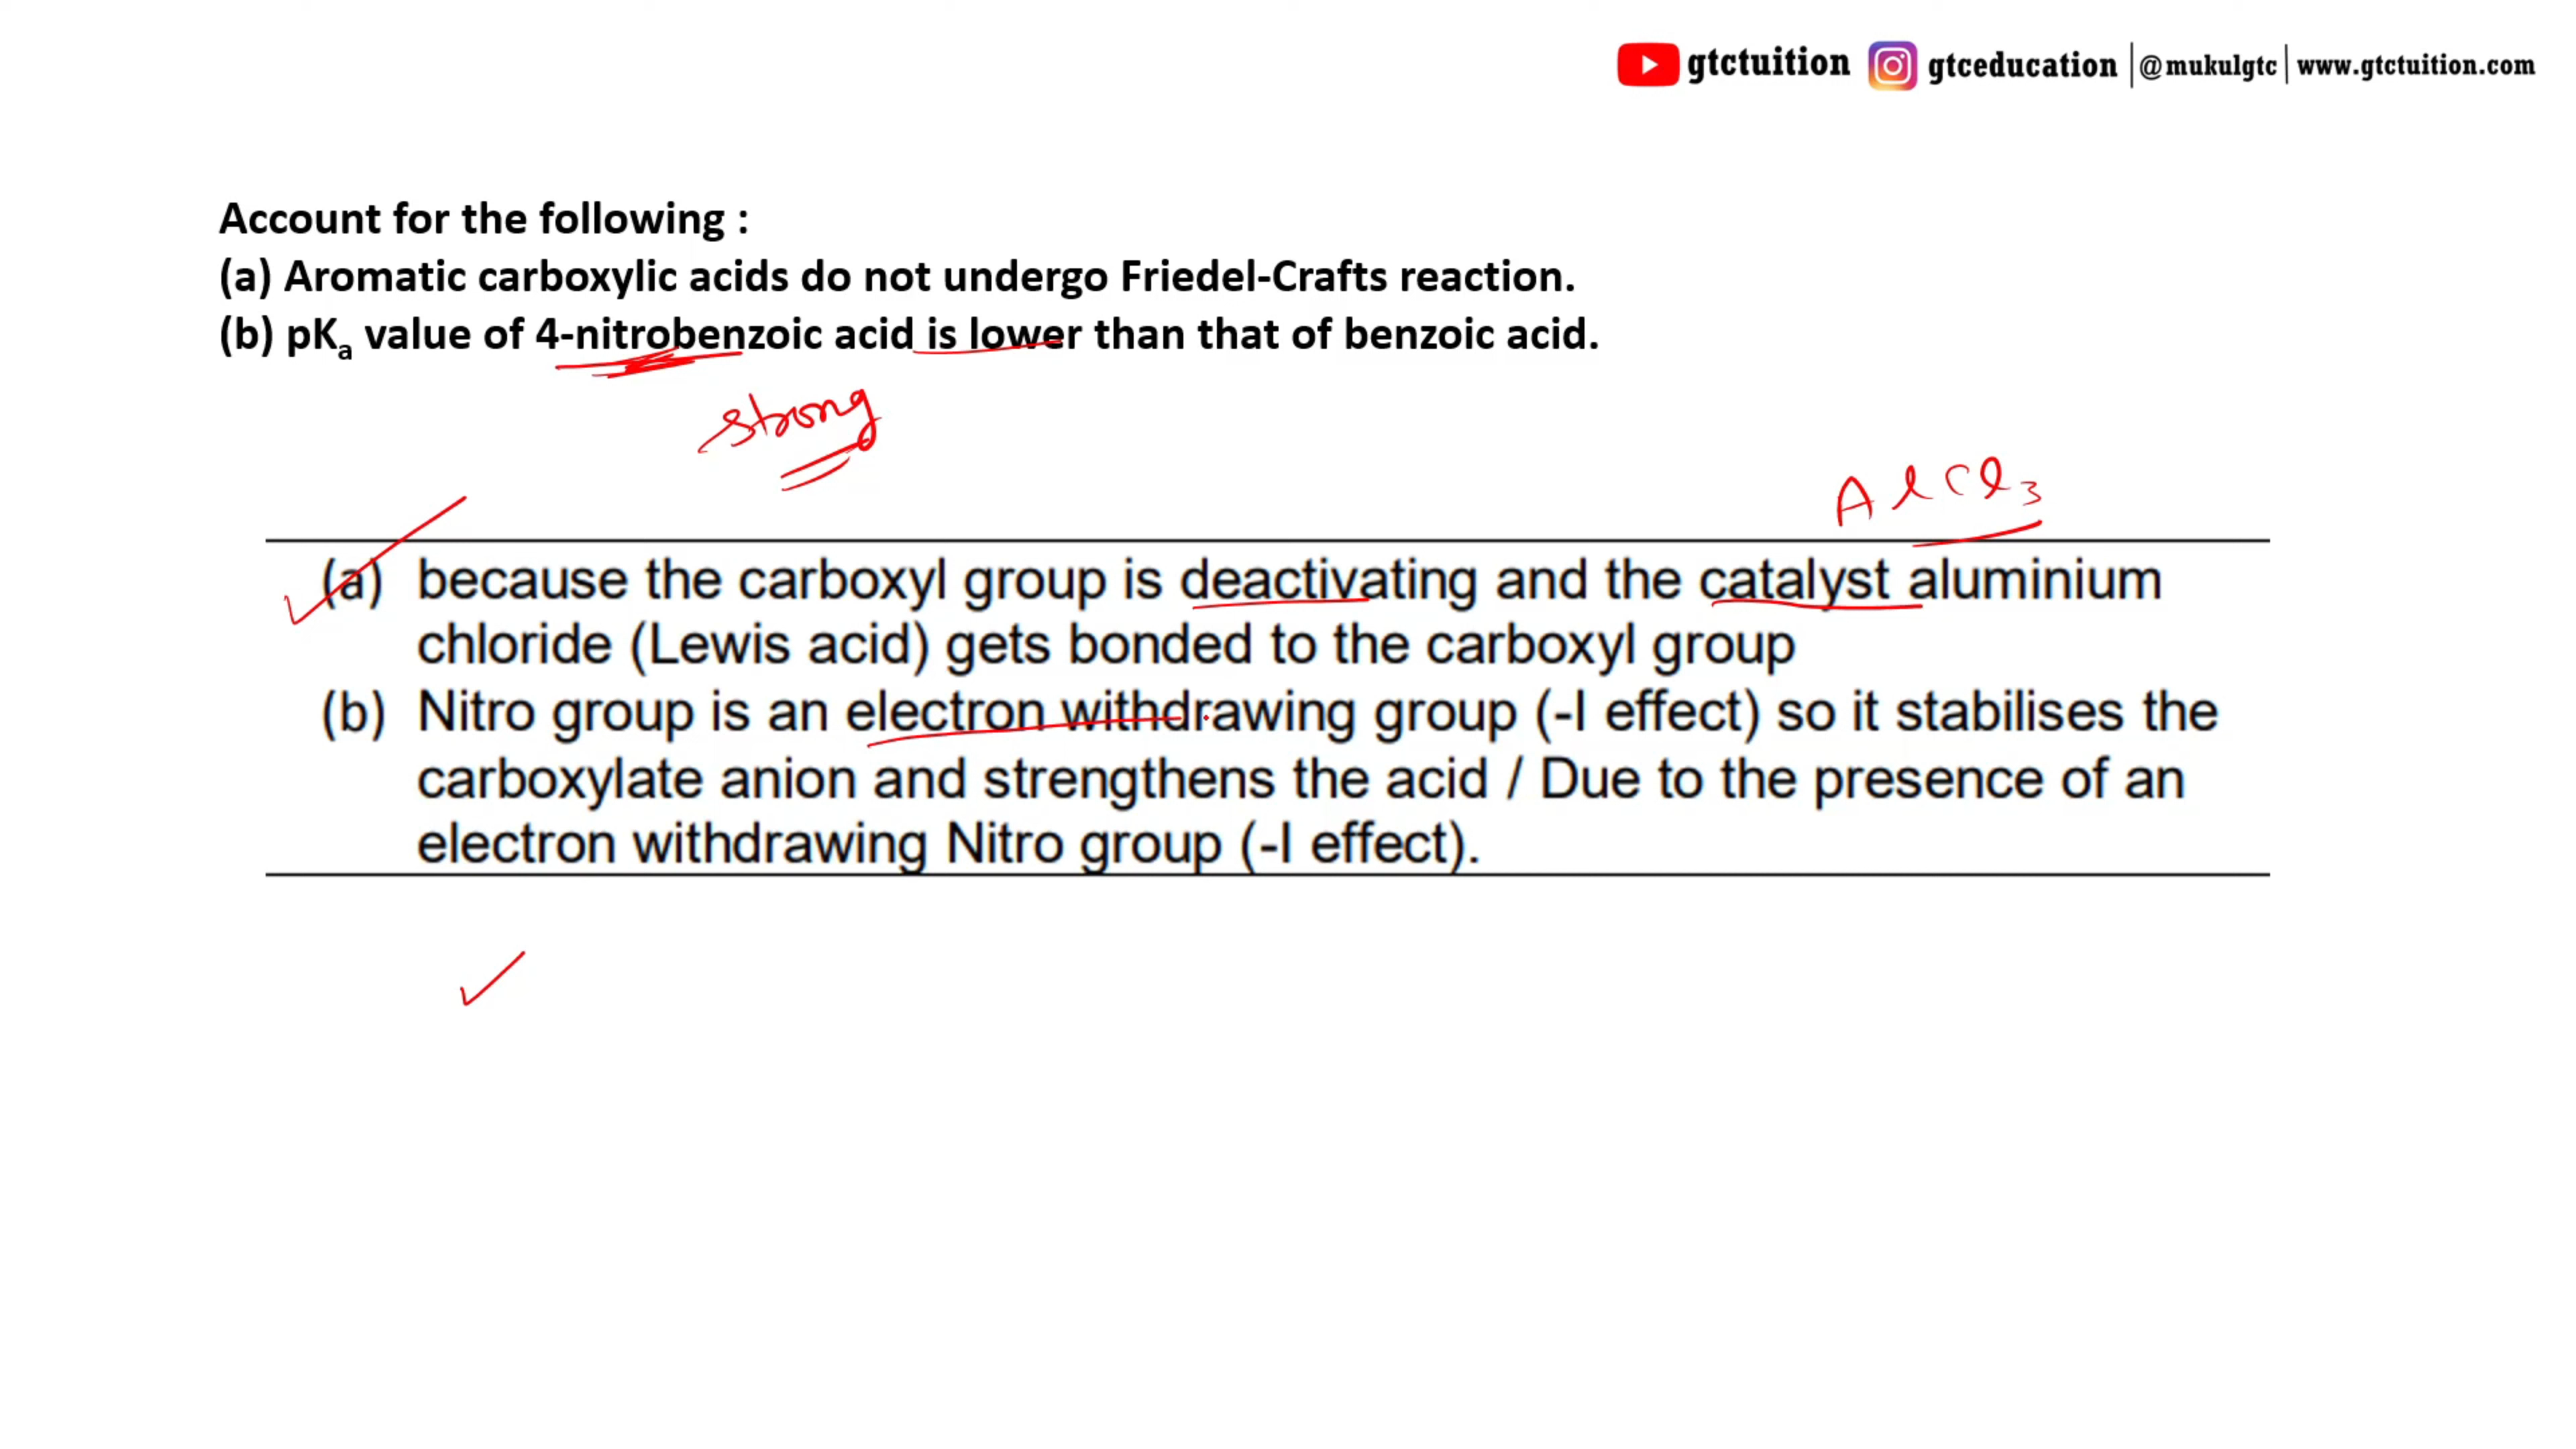 gtctuition gtceducation |@mukulgtc| www.gtctuition.com
Account for the following :
(a) Aromatic carboxylic acids do not undergo Friedel-Crafts reaction.
(b) pKₐ value of 4-nitrobenzoic acid is lower than that of benzoic acid.
strong
AlCl₃
(a) because the carboxyl group is deactivating and the catalyst aluminium
chloride (Lewis acid) gets bonded to the carboxyl group
(b) Nitro group is an electron withdrawing group (-I effect) so it stabilises the
carboxylate anion and strengthens the acid / Due to the presence of an
electron withdrawing Nitro group (-I effect).